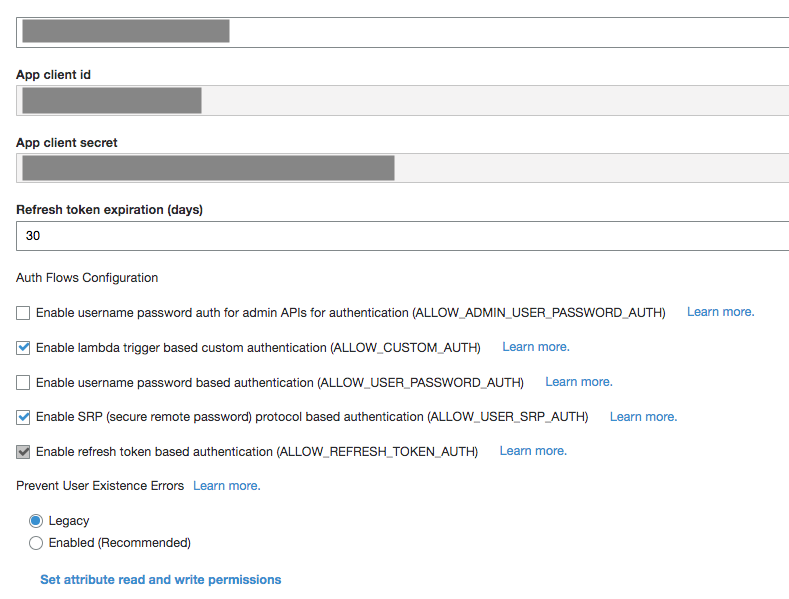 App client id
App client secret
Refresh token expiration (days)
30
Auth Flows Configuration
Enable username password auth for admin APIs for authentication (ALLOW_ADMIN_USER_PASSWORD_AUTH) Learn more.
Enable lambda trigger based custom authentication (ALLOW_CUSTOM_AUTH) Learn more.
Enable username password based authentication (ALLOW_USER_PASSWORD_AUTH) Learn more.
Enable SRP (secure remote password) protocol based authentication (ALLOW_USER_SRP_AUTH) Learn more.
Enable refresh token based authentication (ALLOW_REFRESH_TOKEN_AUTH) Learn more.
Prevent User Existence Errors Learn more.
Legacy
Enabled (Recommended)
Set attribute read and write permissions